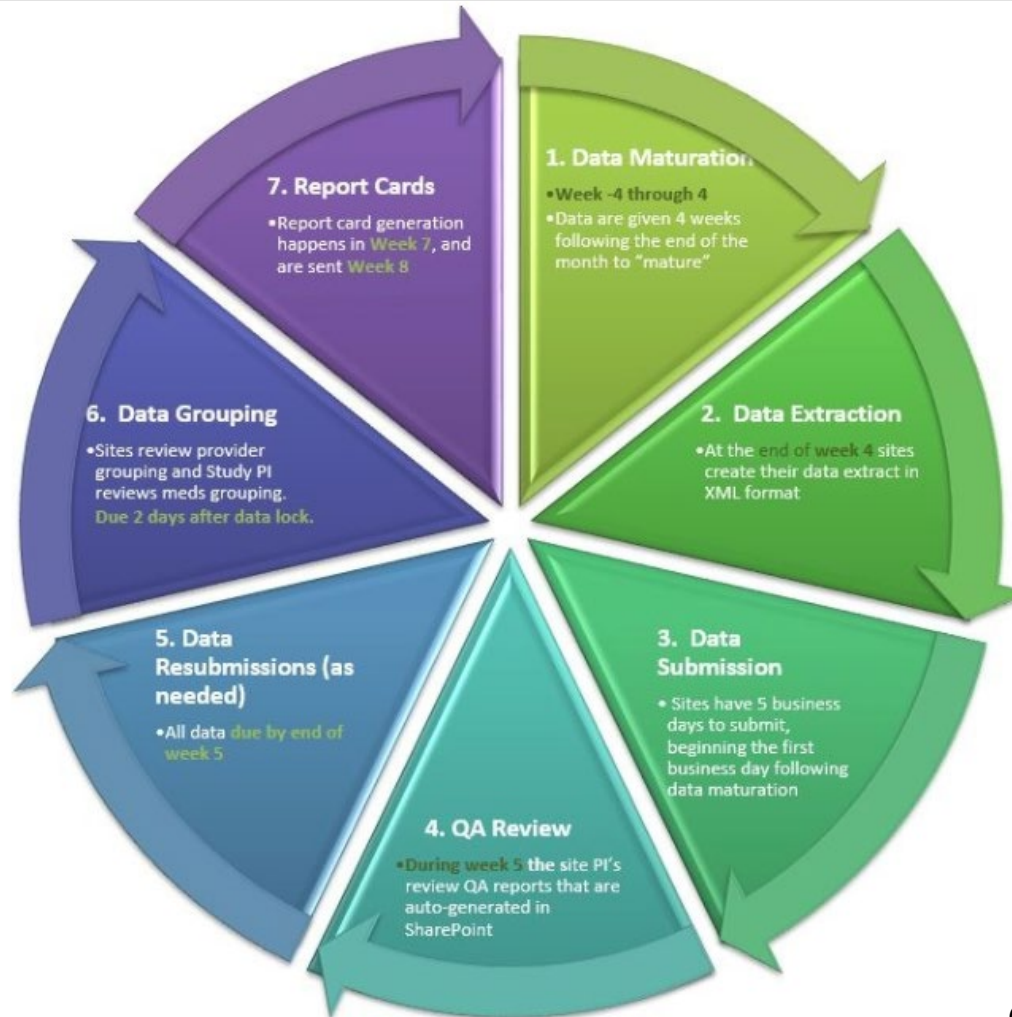 1. Data Maturation
•Week -4 through 4
•Data are given 4 weeks
following the end of the
month to “mature”
2.  Data Extraction
•At the end of week 4 sites
create their data extract in
XML format
3.  Data
Submission
• Sites have 5 business
days to submit,
beginning the first
business day following
data maturation
4. QA Review
•During week 5 the site PI’s
review QA reports that are
auto-generated in
SharePoint
5. Data
Resubmissions (as
needed)
•All data due by end of
week 5
6.  Data Grouping
•Sites review provider
grouping and Study PI
reviews meds grouping.
Due 2 days after data lock.
7. Report Cards
•Report card generation
happens in Week 7, and
are sent Week 8